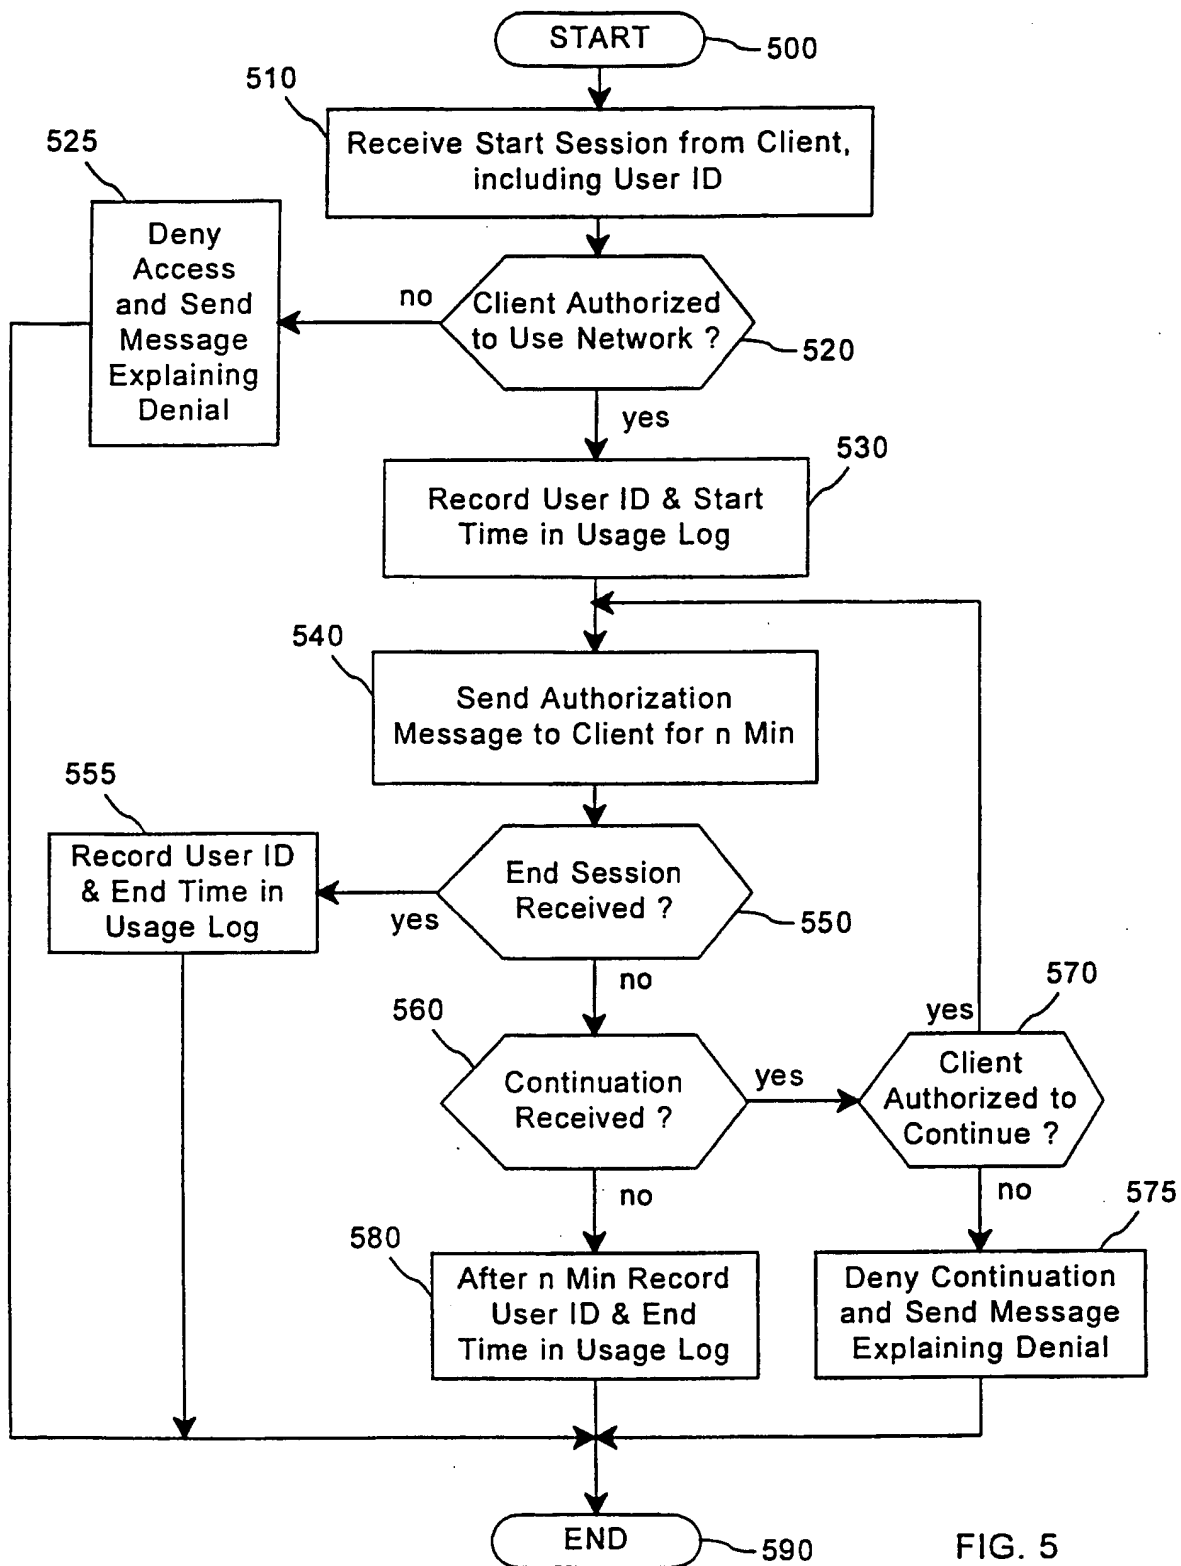 START
500
510
Receive Start Session from Client,
including User ID
525
Deny
Access
and Send
Message
Explaining
Denial
no
Client Authorized
to Use Network ?
520
yes
530
Record User ID & Start
Time in Usage Log
540
Send Authorization
Message to Client for n Min
555
Record User ID
& End Time in
Usage Log
yes
End Session
Received ?
550
no
560
Continuation
Received ?
yes
570
yes
Client
Authorized to
Continue ?
no
no
575
580
After n Min Record
User ID & End
Time in Usage Log
Deny Continuation
and Send Message
Explaining Denial
END
590
FIG. 5